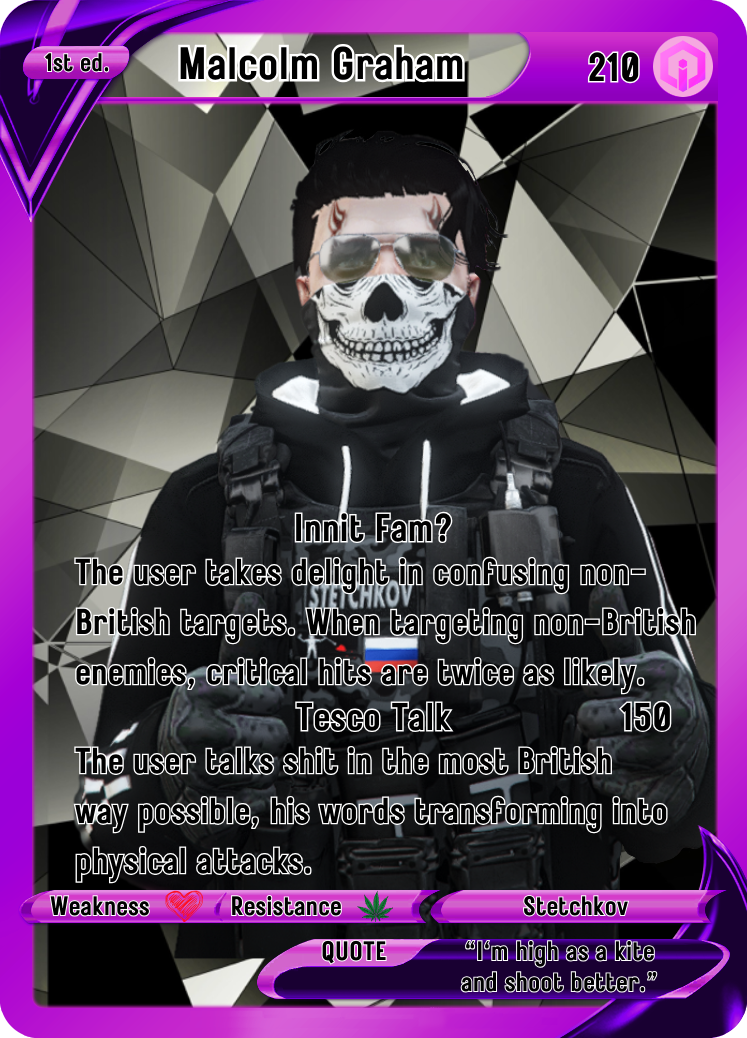 1st ed.
Malcolm Graham
210
Innit Fam?
The user takes delight in confusing non-
British targets. When targeting non-British
enemies, critical hits are twice as likely.
STETCHKOV
Tesco Talk 150
The user talks shit in the most British
way possible, his words transforming into
physical attacks.
Weakness Resistance Stetchkov
QUOTE
“I'm high as a kite
and shoot better.”